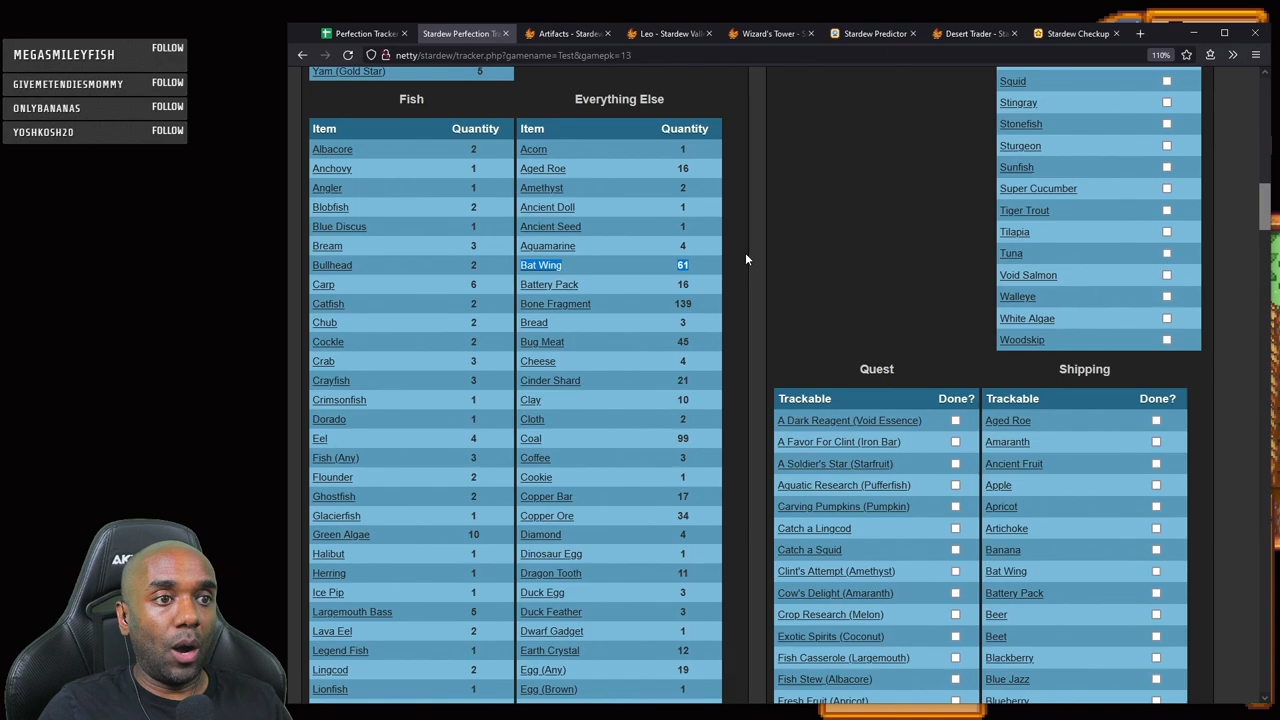 MEGASMILEYFISH FOLLOW
GIVEMETENDIESMOMMY FOLLOW
ONLYBANANAS FOLLOW
YOSHKOSH20 FOLLOW
Perfection Tracker
Stardew Perfection Tra
Artifacts - Stardew
Leo - Stardew Vall
Wizard's Tower - S
Stardew Predictor
Desert Trader - Sta
Stardew Checkup
netty/stardew/tracker.php?gamename=Test&gamepk=13
110%
Yam (Gold Star) 5
Fish
Item Quantity
Albacore 2
Anchovy 1
Angler 1
Blobfish 2
Blue Discus 1
Bream 3
Bullhead 2
Carp 6
Catfish 2
Chub 2
Cockle 2
Crab 3
Crayfish 3
Crimsonfish 1
Dorado 1
Eel 4
Fish (Any) 3
Flounder 2
Ghostfish 2
Glacierfish 1
Green Algae 10
Halibut 1
Herring 1
Ice Pip 1
Largemouth Bass 5
Lava Eel 2
Legend Fish 1
Lingcod 2
Lionfish 1
Everything Else
Item Quantity
Acorn 1
Aged Roe 16
Amethyst 2
Ancient Doll 1
Ancient Seed 1
Aquamarine 4
Bat Wing 61
Battery Pack 16
Bone Fragment 139
Bread 3
Bug Meat 45
Cheese 4
Cinder Shard 21
Clay 10
Cloth 2
Coal 99
Coffee 3
Cookie 1
Copper Bar 17
Copper Ore 34
Diamond 4
Dinosaur Egg 1
Dragon Tooth 11
Duck Egg 3
Duck Feather 3
Dwarf Gadget 1
Earth Crystal 12
Egg (Any) 19
Egg (Brown) 1
Squid
Stingray
Stonefish
Sturgeon
Sunfish
Super Cucumber
Tiger Trout
Tilapia
Tuna
Void Salmon
Walleye
White Algae
Woodskip
Quest
Trackable Done?
A Dark Reagent (Void Essence)
A Favor For Clint (Iron Bar)
A Soldier's Star (Starfruit)
Aquatic Research (Pufferfish)
Carving Pumpkins (Pumpkin)
Catch a Lingcod
Catch a Squid
Clint's Attempt (Amethyst)
Cow's Delight (Amaranth)
Crop Research (Melon)
Exotic Spirits (Coconut)
Fish Casserole (Largemouth)
Fish Stew (Albacore)
Fresh Fruit (Apricot)
Shipping
Trackable Done?
Aged Roe
Amaranth
Ancient Fruit
Apple
Apricot
Artichoke
Banana
Bat Wing
Battery Pack
Beer
Beet
Blackberry
Blue Jazz
Blueberry